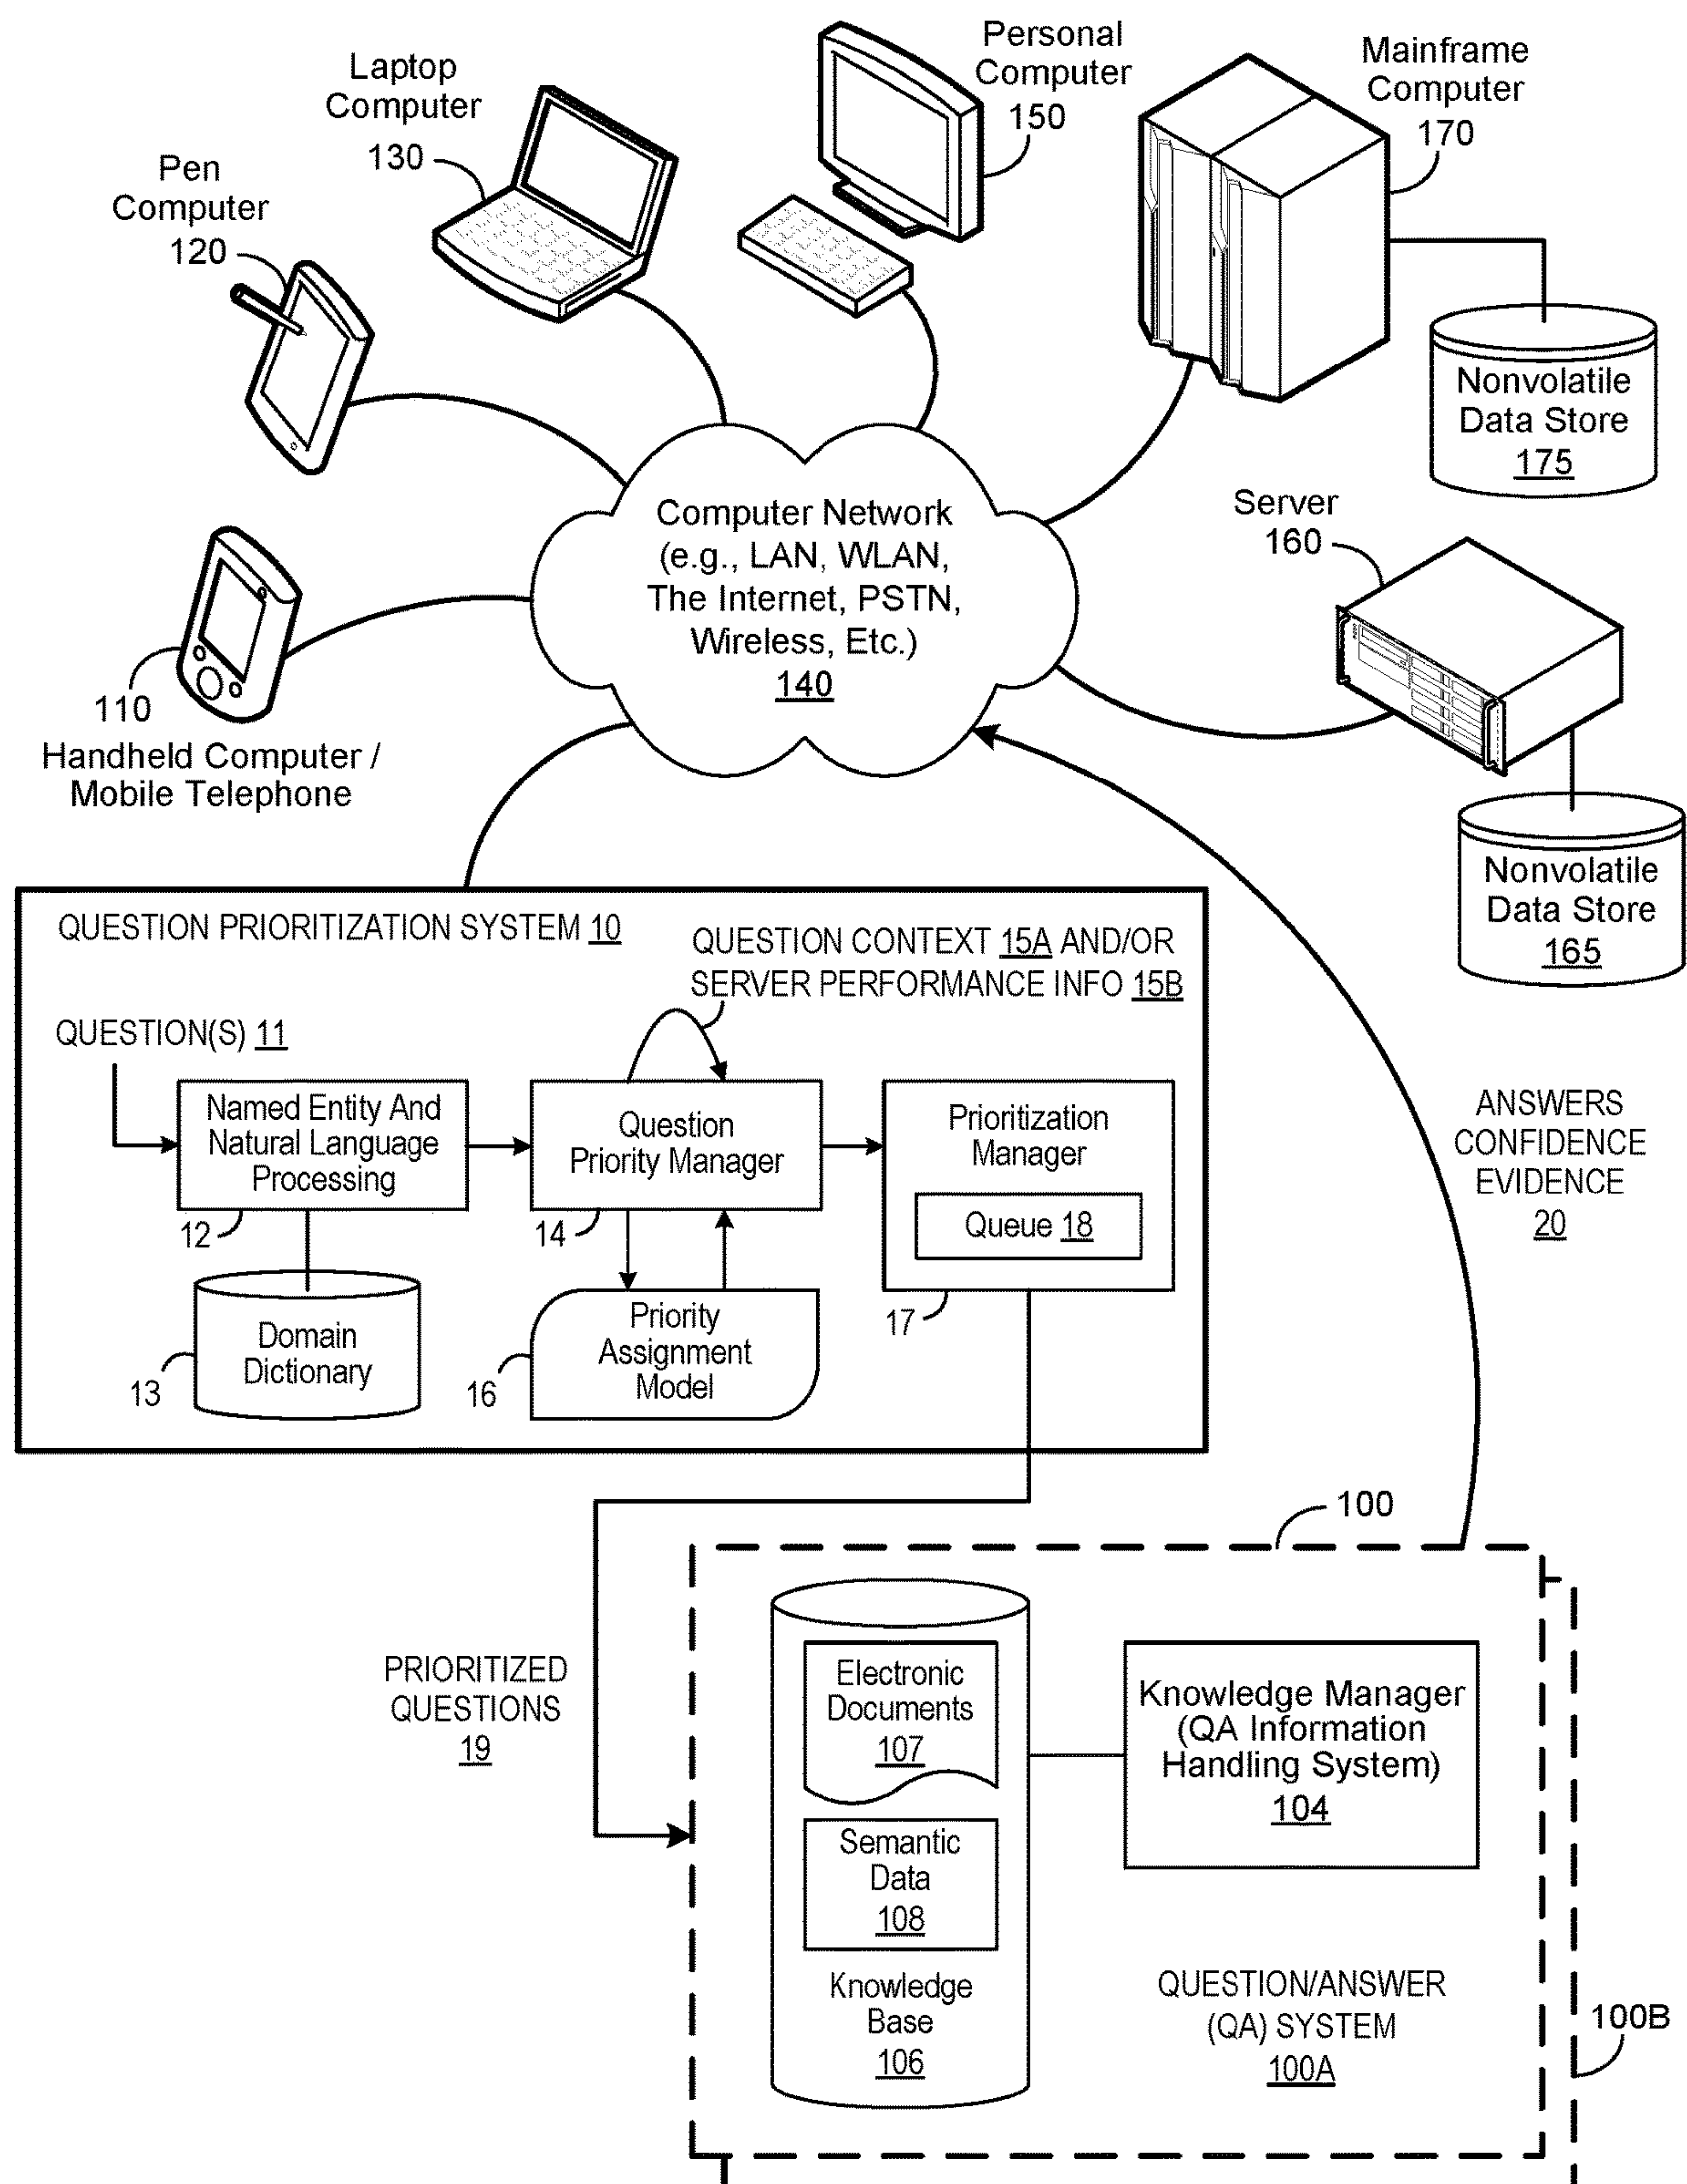 Laptop
Computer
130
Personal
Computer
150
Mainframe
Computer
170
Pen
Computer
120
Nonvolatile
Data Store
175
Server
160
Computer Network
(e.g., LAN, WLAN,
The Internet, PSTN,
Wireless, Etc.)
140
110
Handheld Computer /
Mobile Telephone
Nonvolatile
Data Store
165
QUESTION PRIORITIZATION SYSTEM 10
QUESTION CONTEXT 15A AND/OR
SERVER PERFORMANCE INFO 15B
QUESTION(S) 11
Named Entity And
Natural Language
Processing
12
Question
Priority Manager
14
Prioritization
Manager
Queue 18
17
Domain
Dictionary
13
Priority
Assignment
Model
16
ANSWERS
CONFIDENCE
EVIDENCE
20
100
PRIORITIZED
QUESTIONS
19
Electronic
Documents
107
Semantic
Data
108
Knowledge
Base
106
Knowledge Manager
(QA Information
Handling System)
104
QUESTION/ANSWER
(QA) SYSTEM
100A
100B